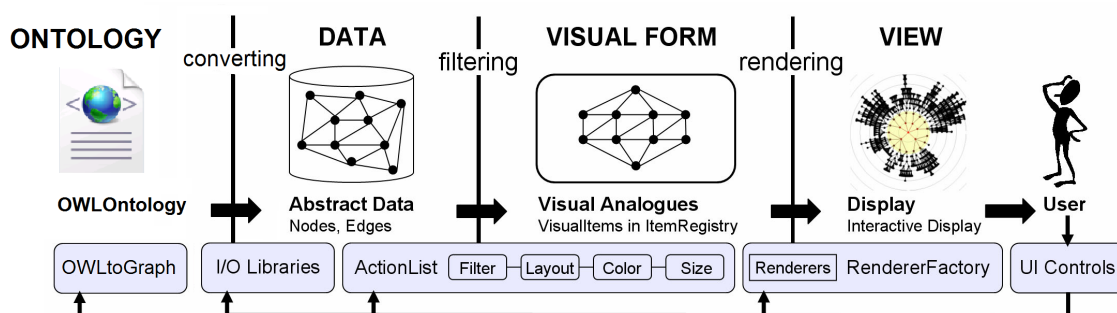 ONTOLOGY
converting
DATA
filtering
VISUAL FORM
rendering
VIEW
OWLOntology
Abstract Data
Nodes, Edges
Visual Analogues
VisualItems in ItemRegistry
Display
Interactive Display
User
OWLtoGraph
I/O Libraries
ActionList
Filter
Layout
Color
Size
Renderers
RendererFactory
UI Controls